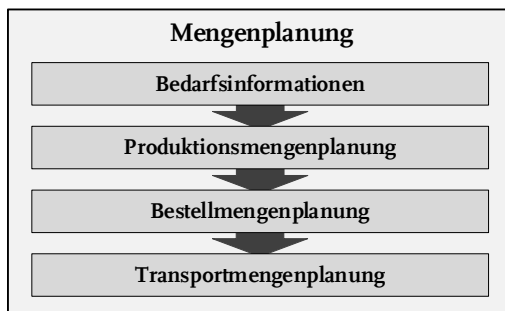 Mengenplanung
Bedarfsinformationen
Produktionsmengenplanung
Bestellmengenplanung
Transportmengenplanung